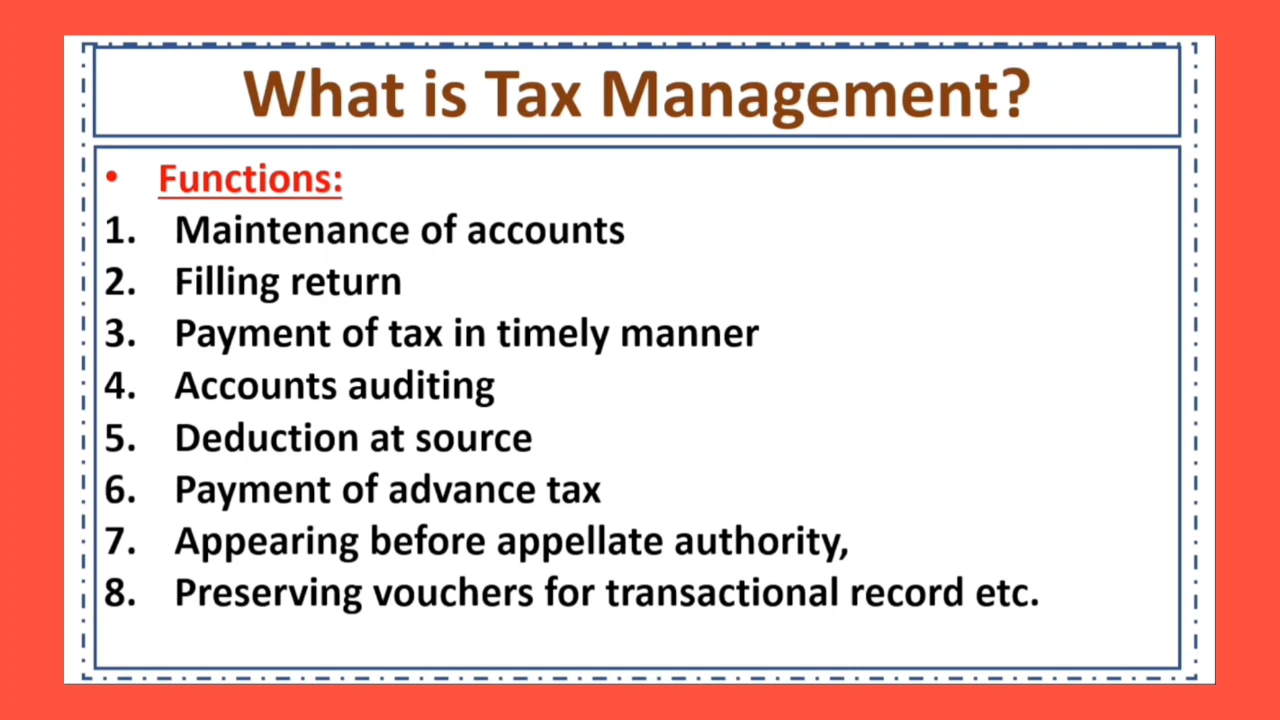 What is Tax Management?
• Functions:
1. Maintenance of accounts
2. Filling return
3. Payment of tax in timely manner
4. Accounts auditing
5. Deduction at source
6. Payment of advance tax
7. Appearing before appellate authority,
8. Preserving vouchers for transactional record etc.